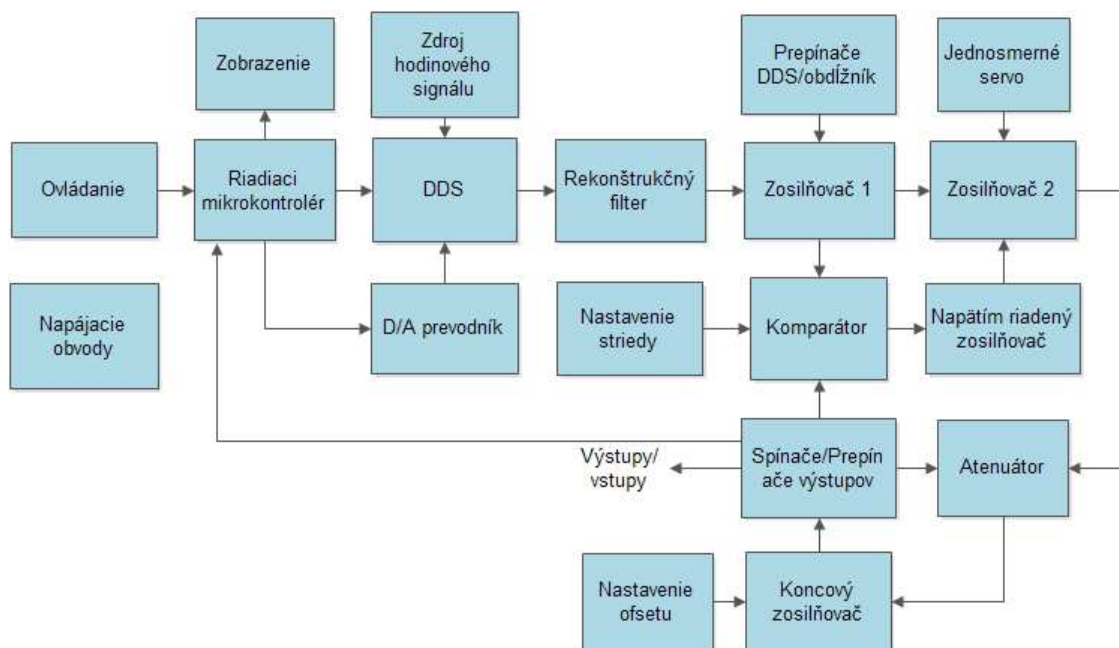 Zobrazenie
Zdroj
hodinového
signálu
Prepínače
DDS/obdĺžník
Jednosmerné
servo
Ovládanie
Riadiaci
mikrokontrolér
DDS
Rekonštrukčný
filter
Zosilňovač 1
Zosilňovač 2
Napájacie
obvody
D/A prevodník
Nastavenie
striedy
Komparátor
Napätím riadený
zosilňovač
Výstupy/
vstupy
Spínače/Prepín
ače výstupov
Atenuátor
Nastavenie
ofsetu
Koncový
zosilňovač